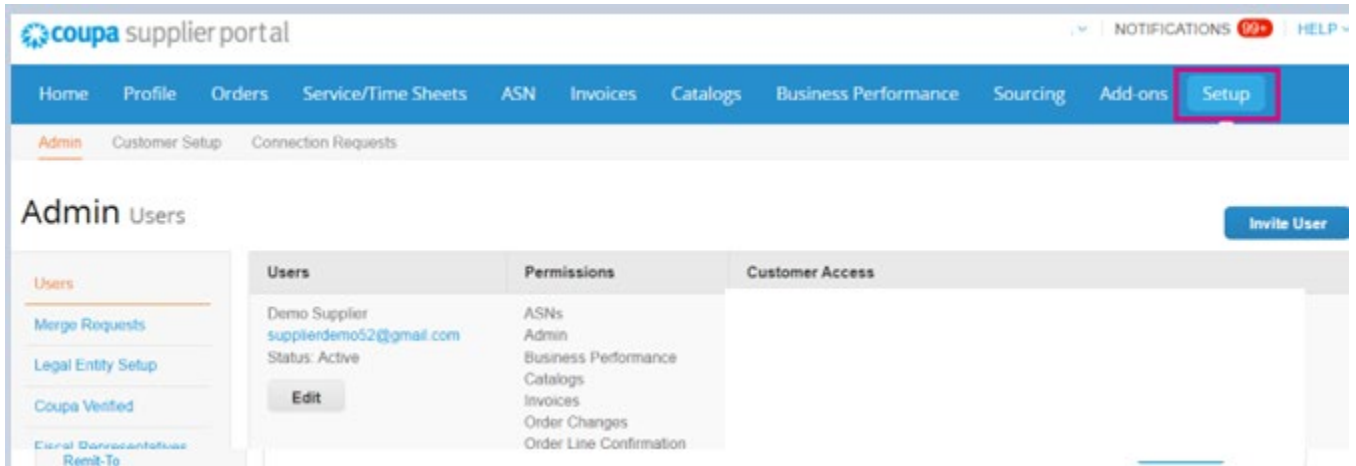 coupa supplier portal
NOTIFICATIONS 99+ HELP
Home Profile Orders Service/Time Sheets ASN Invoices Catalogs Business Performance Sourcing Add-ons Setup
Admin Customer Setup Connection Requests
Admin Users
Invite User
Users
Merge Requests
Legal Entity Setup
Coupa Verified
Fiscal Representatives
Remit-To
Users Permissions Customer Access
Demo Supplier
supplierdemo52@gmail.com
Status: Active
Edit
ASNs
Admin
Business Performance
Catalogs
Invoices
Order Changes
Order Line Confirmation